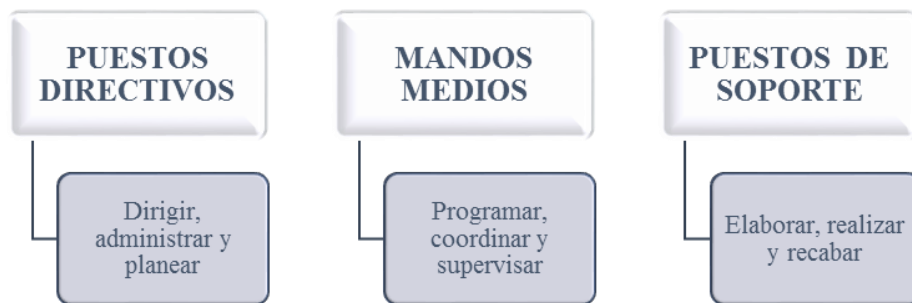 PUESTOS
DIRECTIVOS
Dirigir,
administrar y
planear
MANDOS
MEDIOS
Programar,
coordinar y
supervisar
PUESTOS DE
SOPORTE
Elaborar, realizar
y recabar